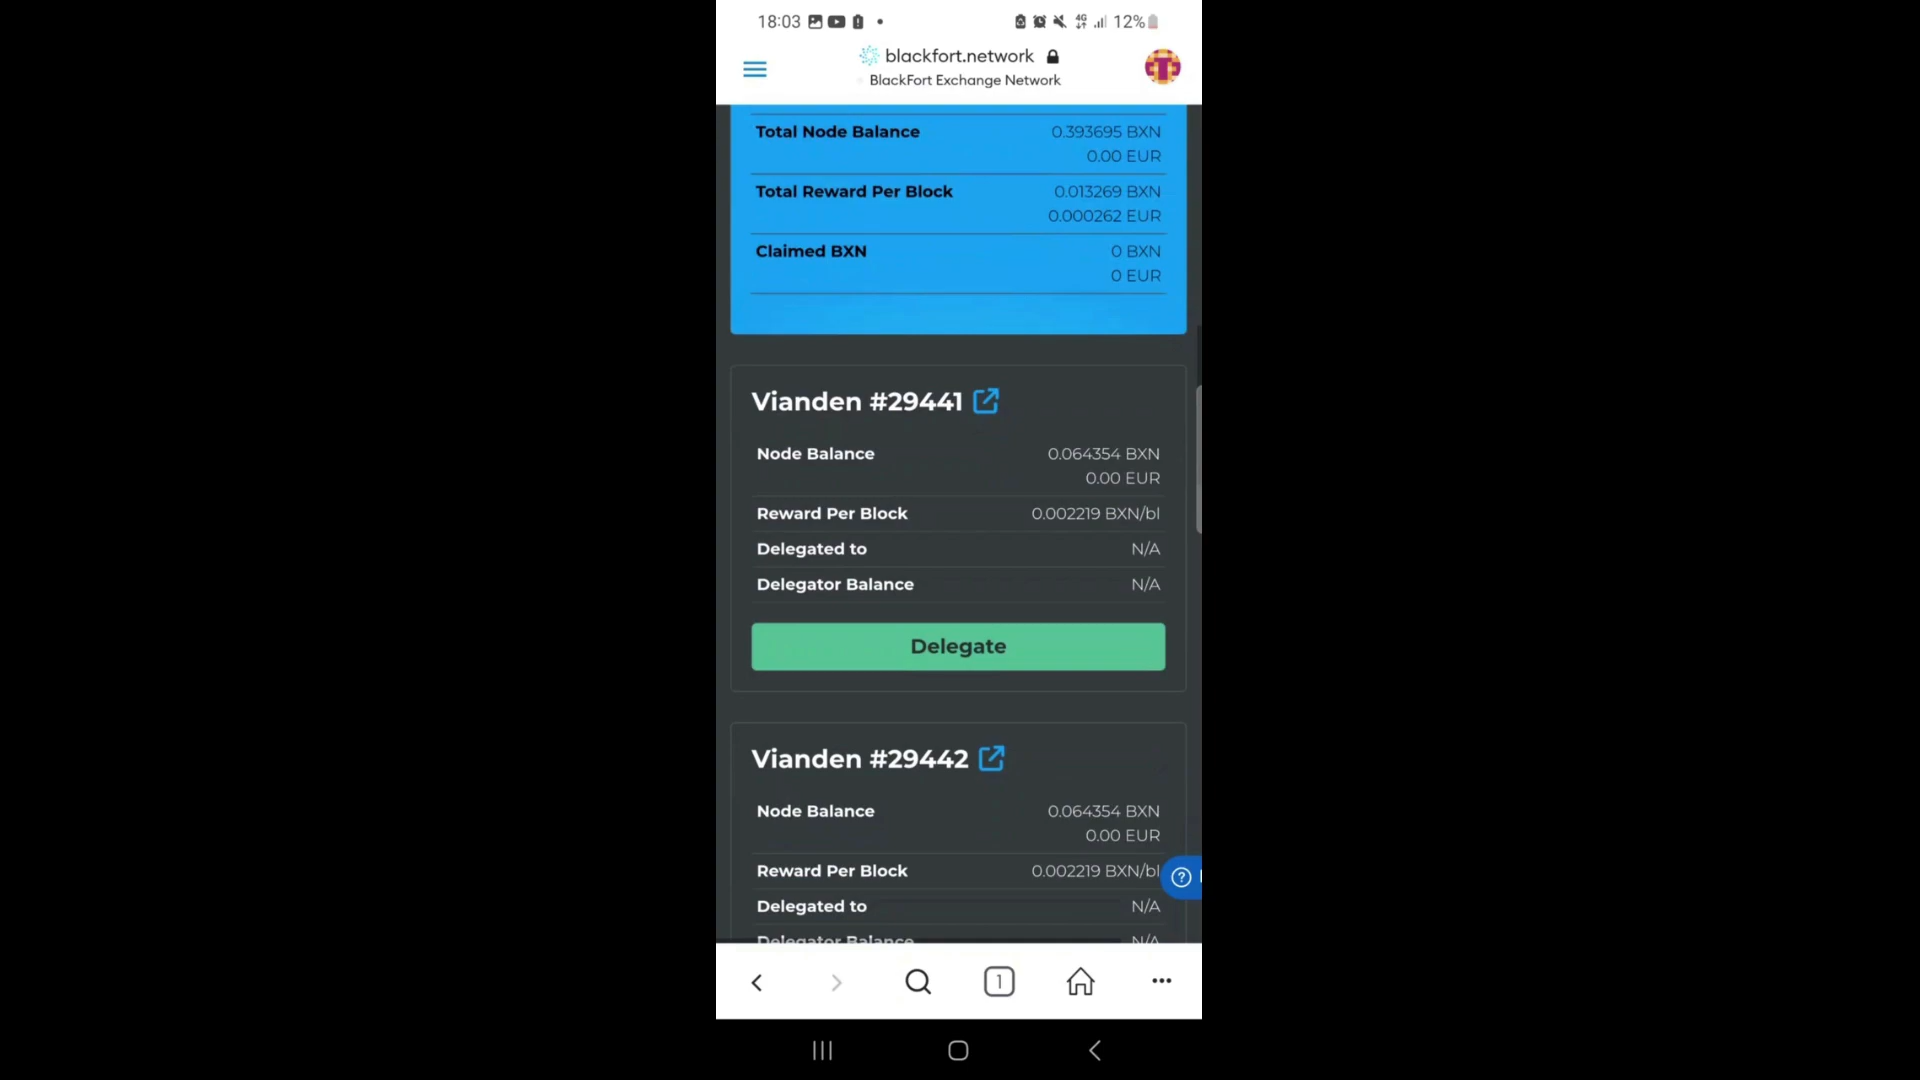 18:03 12%
blackfort.network
BlackFort Exchange Network
Total Node Balance 0.393695 BXN
0.00 EUR
Total Reward Per Block 0.013269 BXN
0.000262 EUR
Claimed BXN 0 BXN
0 EUR
Vianden #29441
Node Balance 0.064354 BXN
0.00 EUR
Reward Per Block 0.002219 BXN/bl
Delegated to N/A
Delegator Balance N/A
Delegate
Vianden #29442
Node Balance 0.064354 BXN
0.00 EUR
Reward Per Block 0.002219 BXN/bl
Delegated to N/A
Delegator Balance N/A
1